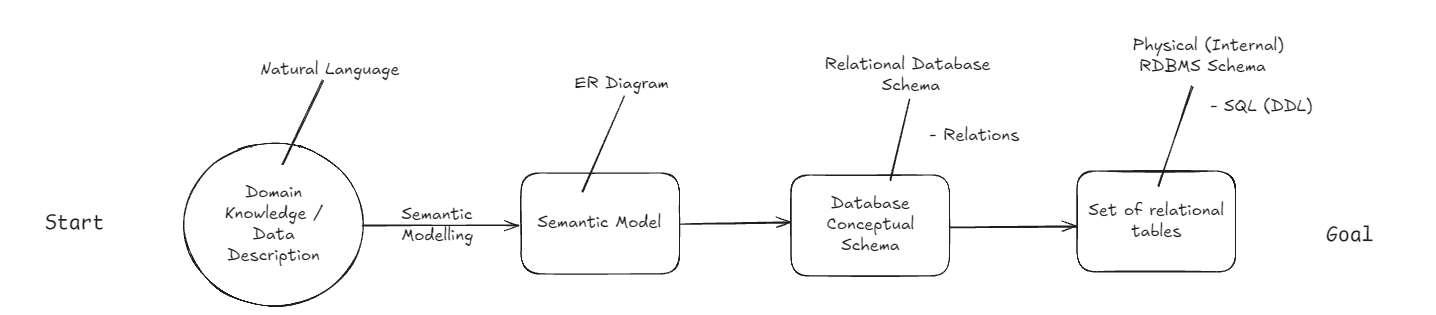 Start
Natural Language
Domain
Knowledge /
Data
Description
Semantic
Modelling
ER Diagram
Semantic Model
Relational Database
Schema
- Relations
Database
Conceptual
Schema
Physical (Internal)
RDBMS Schema
- SQL (DDL)
Set of relational
tables
Goal